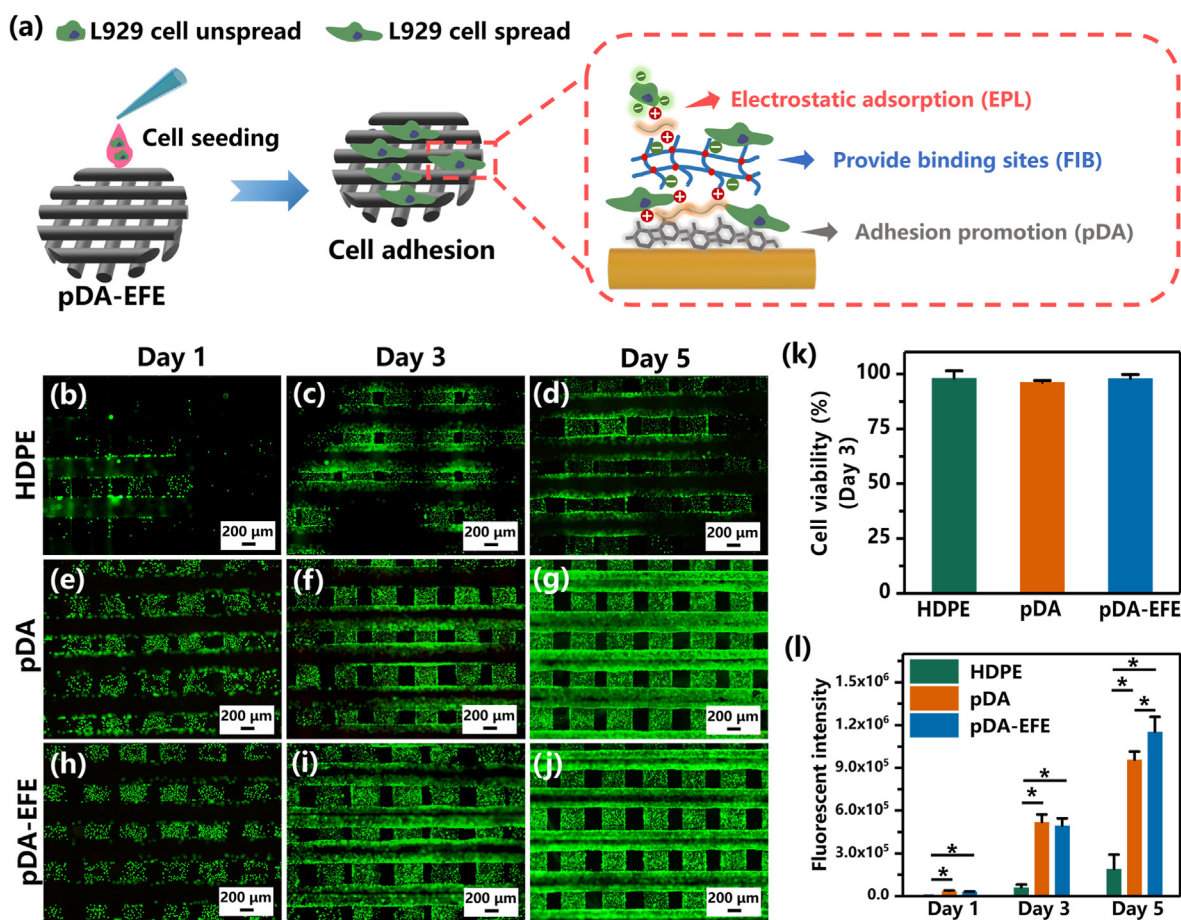 (a)
L929 cell unspread
L929 cell spread
Cell seeding
pDA-EFE
Cell adhesion
Electrostatic adsorption (EPL)
Provide binding sites (FIB)
Adhesion promotion (pDA)
Day 1
Day 3
Day 5
HDPE
(b)
200 μm
(c)
200 μm
(d)
200 μm
pDA
(e)
200 μm
(f)
200 μm
(g)
200 μm
pDA-EFE
(h)
200 μm
(i)
200 μm
(j)
200 μm
(k)
Cell viability (%)
(Day 3)
100
75
50
25
0
HDPE
pDA
pDA-EFE
(l)
Fluorescent intensity
1.5x10⁶
1.2x10⁶
9.0x10⁵
6.0x10⁵
3.0x10⁵
0.0
HDPE
pDA
pDA-EFE
*
*
*
*
*
*
*
Day 1
Day 3
Day 5